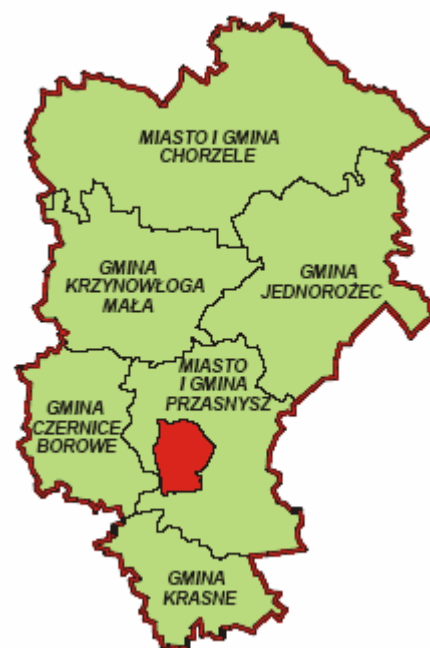 MIASTO I GMINA
CHORZELE
GMINA
KRZYNOWŁOGA
MAŁA
GMINA
JEDNOROŻEC
MIASTO
I GMINA
PRZASNYSZ
GMINA
CZERNICE
BOROWE
GMINA
KRASNE